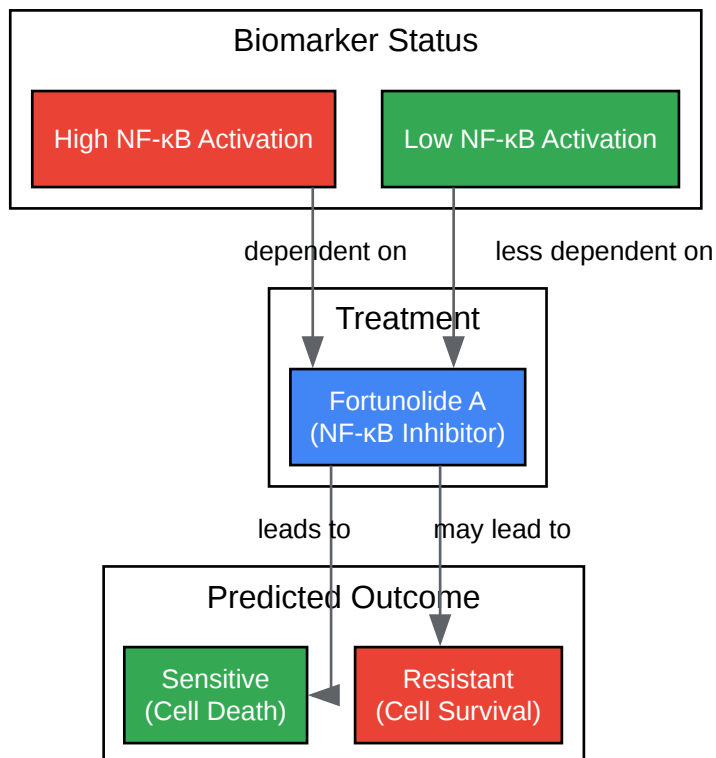 Biomarker Status
High NF-κB Activation
Low NF-κB Activation
dependent on
less dependent on
Treatment
Fortunolide A
(NF-κB Inhibitor)
leads to
may lead to
Predicted Outcome
Sensitive
(Cell Death)
Resistant
(Cell Survival)